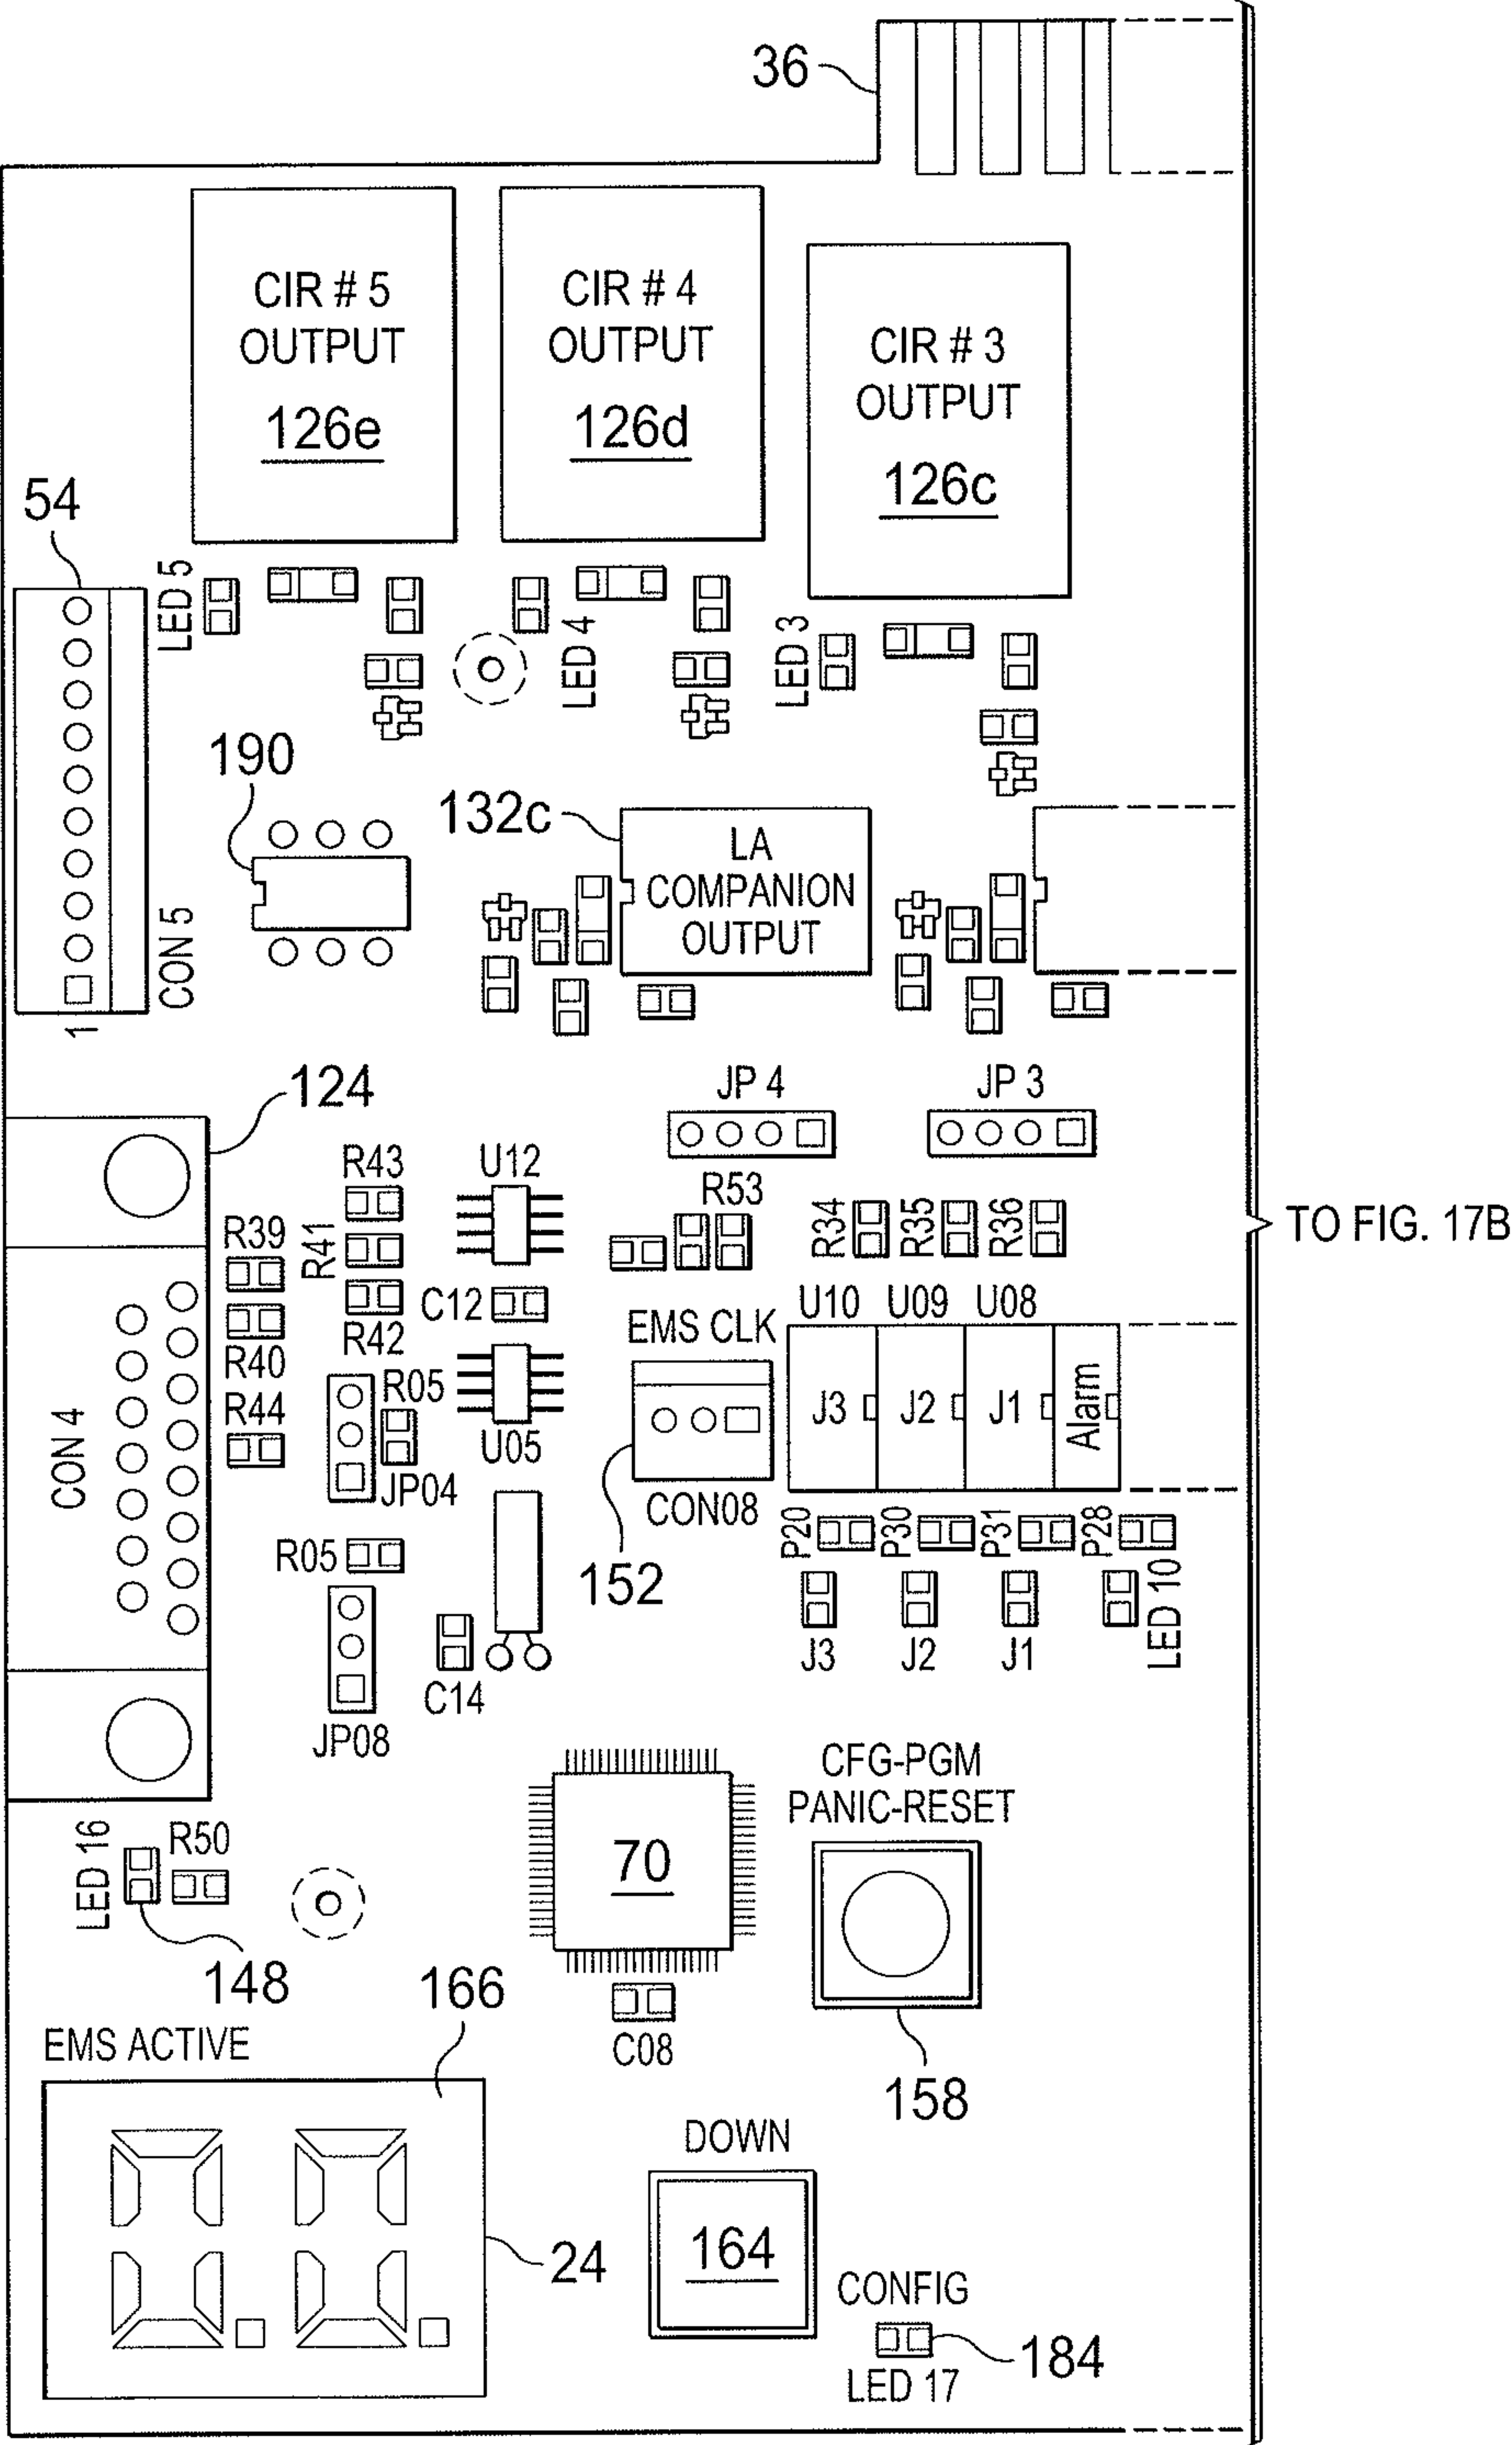 36
CIR # 5
OUTPUT
126e
CIR # 4
OUTPUT
126d
CIR # 3
OUTPUT
126c
54
LED 5
LED 4
LED 3
190
132c
LA
COMPANION
OUTPUT
CON 5
1
124
JP 4
JP 3
R43
U12
R53
R39
R41
R34
R35
R36
TO FIG. 17B
R40
R42
C12
EMS CLK
U10
U09
U08
R44
R05
CON 4
U05
J3
J2
J1
Alarm
JP04
CON08
R05
152
P20
P30
P31
P28
LED 10
J3
J2
J1
C14
JP08
CFG-PGM
PANIC-RESET
LED 16
R50
70
148
166
C08
158
EMS ACTIVE
DOWN
24
164
CONFIG
184
LED 17